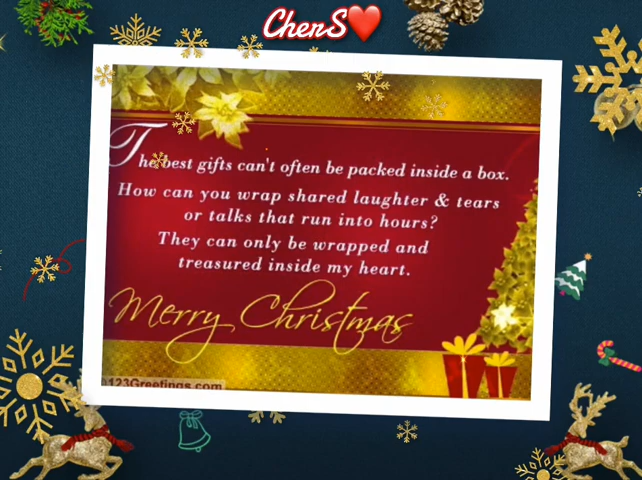 CherS❤️
The best gifts can't often be packed inside a box.
How can you wrap shared laughter & tears
or talks that run into hours?
They can only be wrapped and
treasured inside my heart.
Merry Christmas
123Greetings.com